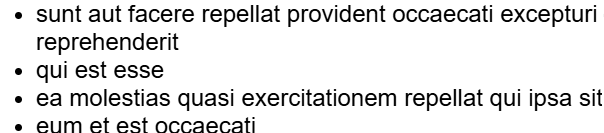 sunt aut facere repellat provident occaecati excepturi
reprehenderit
qui est esse
ea molestias quasi exercitationem repellat qui ipsa sit
eum et est occaecati